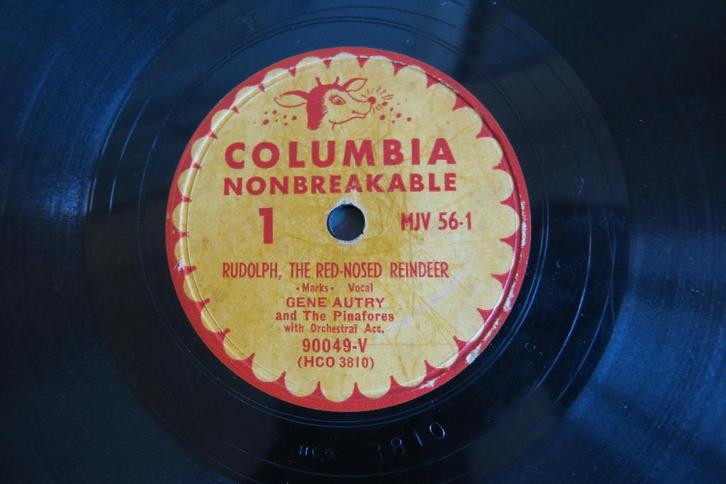 COLUMBIA
NONBREAKABLE
1 MJV 56-1
RUDOLPH, THE RED-NOSED REINDEER
-Marks- Vocal
GENE AUTRY
and The Pinafores
with Orchestral Acc.
90049-V
(HCO 3810)
HCO 3810